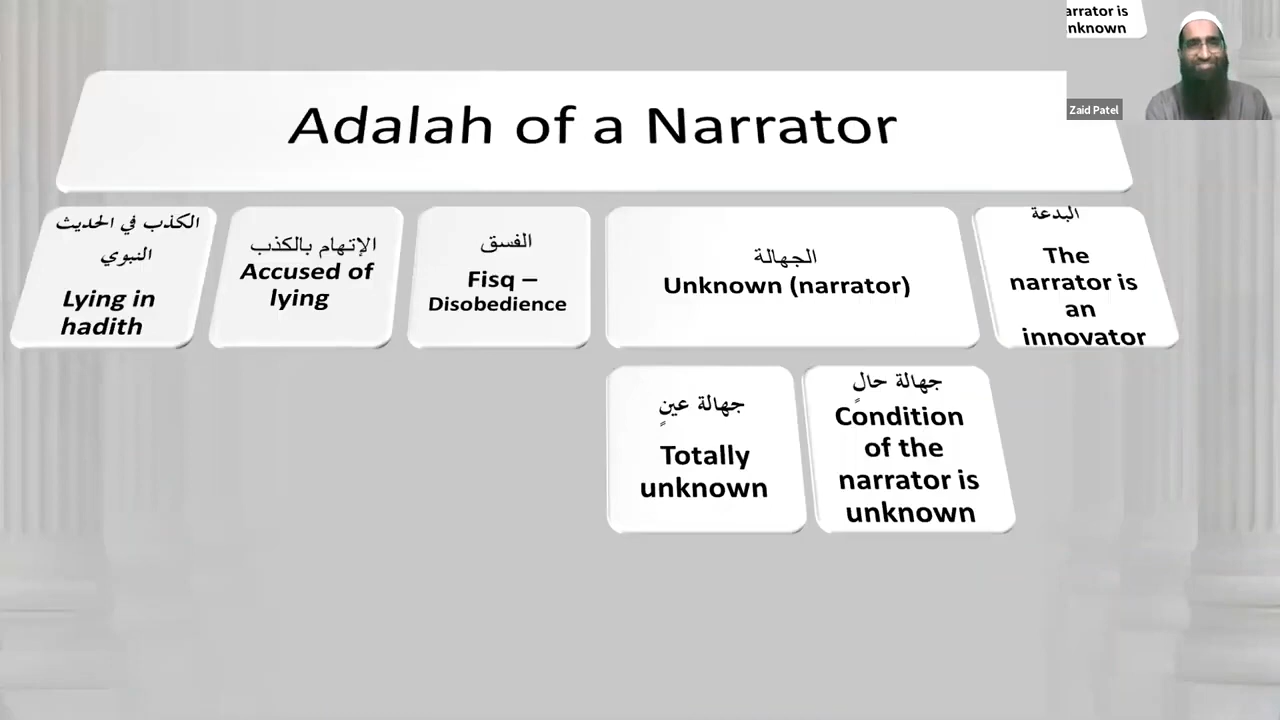 arrator is
nknown
Zaid Patel
Adalah of a Narrator
الكذب في الحديث
النبوي
Lying in
hadith
الإتهام بالكذب
Accused of
lying
الفسق
Fisq –
Disobedience
الجهالة
Unknown (narrator)
البدعة
The
narrator is
an
innovator
جهالة عينٍ
Totally
unknown
جهالة حالٍ
Condition
of the
narrator is
unknown